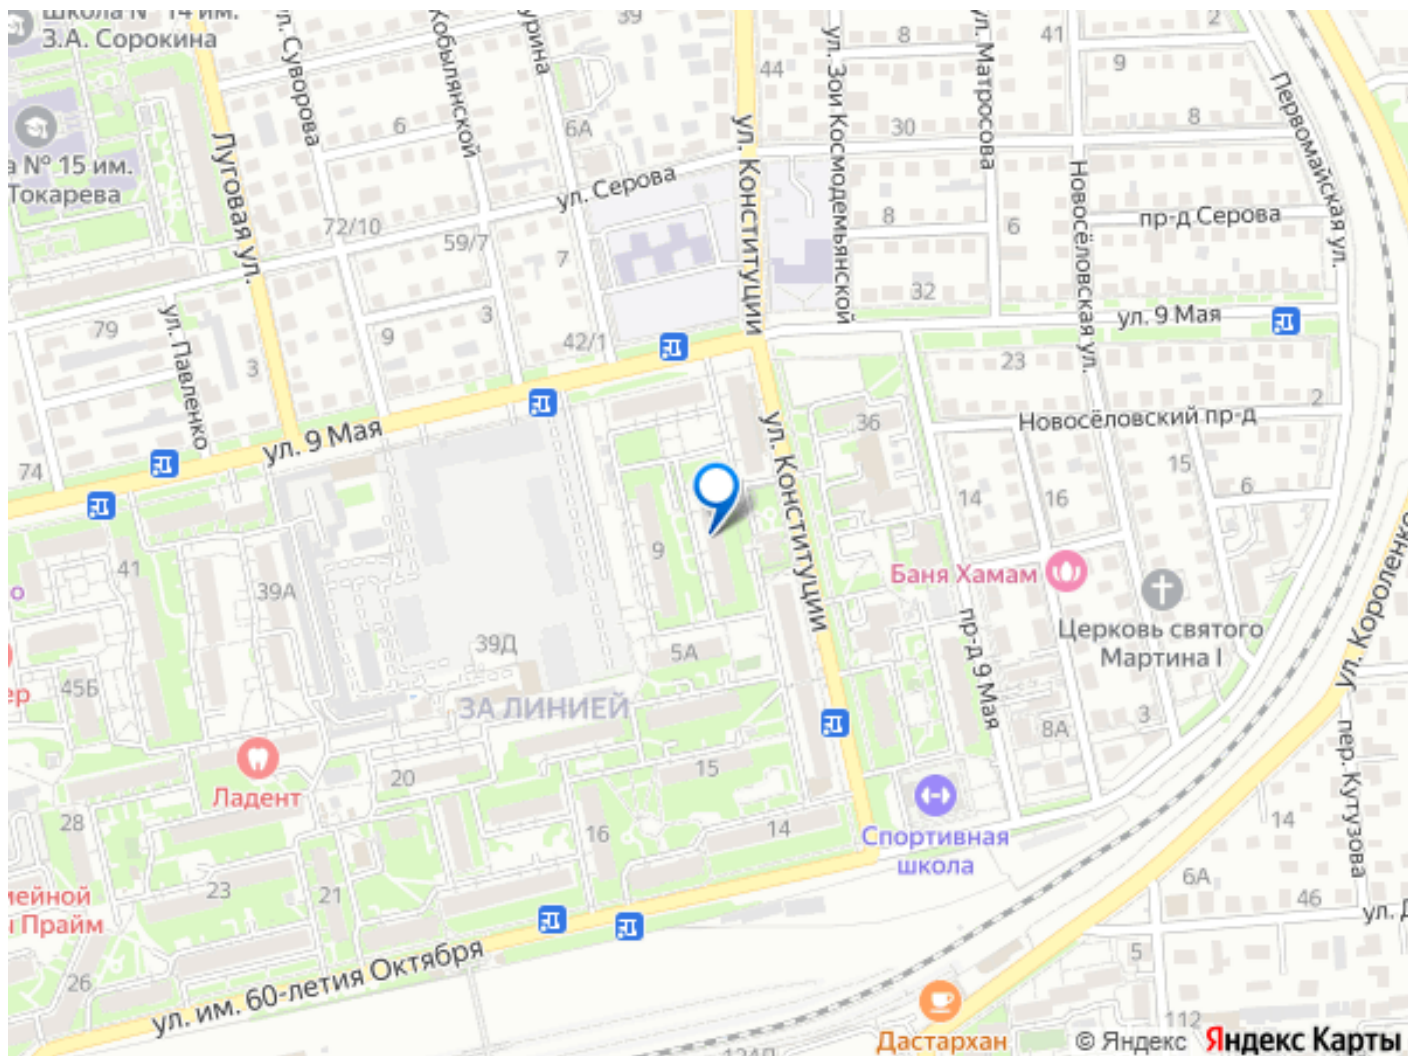 Школа № 14 им.
З.А. Сорокина
ул. Суворова
Кобылянской
39
44
ул. Зои Космодемьянской
8
ул. Матросова
41
2
9
Первомайская ул.
8
6
6А
30
а № 15 им.
Токарева
Луговая ул.
ул. Серова
ул. Конституции
Новосёловская ул.
72/10
59/7
7
8
6
пр-д Серова
32
79
ул. Павленко
3
9
3
42/1
ул. 9 Мая
23
2
ул. 9 Мая
74
ул. Конституции
36
Новосёловский пр-д
15
14
16
6
9
41
39А
Баня Хамам
Церковь святого
Мартина I
ул. Короленко
о
39Д
5А
пр-д 9 Мая
ер
45Б
ЗА ЛИНИЕЙ
3
8А
пер. Кутузова
Ладент
20
15
28
16
14
Спортивная
школа
14
мейной
н Прайм
23
21
6А
46
ул. Д
26
ул. им. 60-летия Октября
5
Дастархан
112
© Яндекс
Яндекс Карты